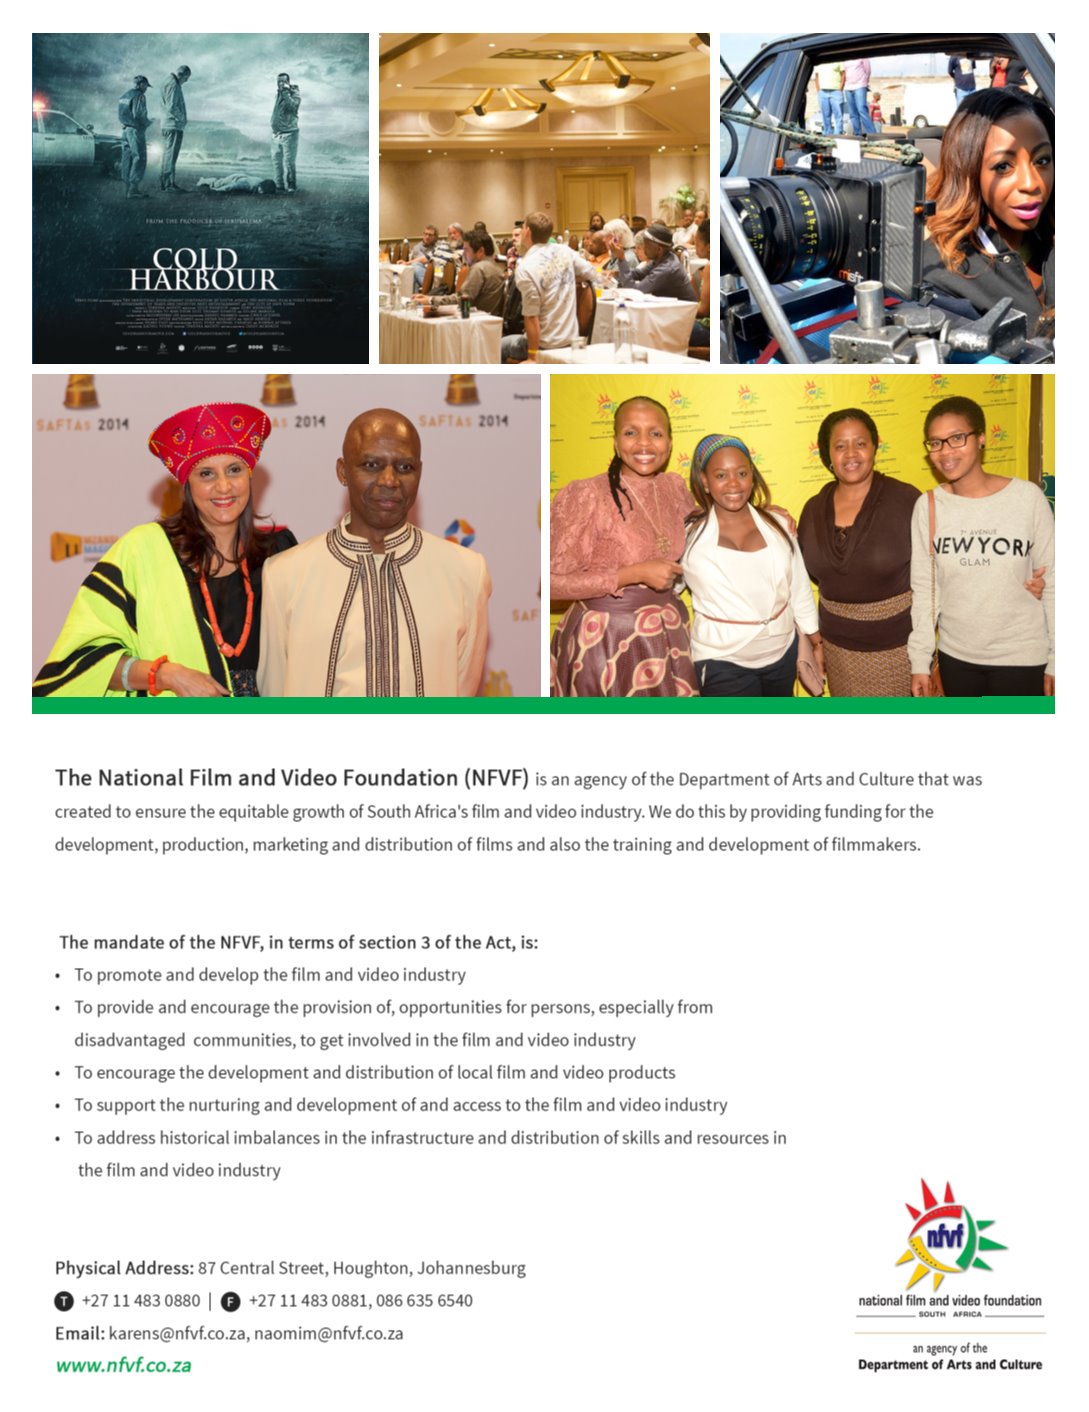 FROM THE PRODUCER OF JERUSALEMA
COLD
HARBOUR
misfit
SAFTAs 2014
AS 2014
SAFTAs 2014
MZANSI
MAGIC
SAF
nfvf
7th AVENUE
NEW YORK
GLAM
The National Film and Video Foundation (NFVF) is an agency of the Department of Arts and Culture that was
created to ensure the equitable growth of South Africa's film and video industry. We do this by providing funding for the
development, production, marketing and distribution of films and also the training and development of filmmakers.
The mandate of the NFVF, in terms of section 3 of the Act, is:
• To promote and develop the film and video industry
• To provide and encourage the provision of, opportunities for persons, especially from
disadvantaged communities, to get involved in the film and video industry
• To encourage the development and distribution of local film and video products
• To support the nurturing and development of and access to the film and video industry
• To address historical imbalances in the infrastructure and distribution of skills and resources in
the film and video industry
Physical Address: 87 Central Street, Houghton, Johannesburg
T +27 11 483 0880 | F +27 11 483 0881, 086 635 6540
Email: karens@nfvf.co.za, naomim@nfvf.co.za
www.nfvf.co.za
nfvf
national film and video foundation
SOUTH AFRICA
an agency of the
Department of Arts and Culture